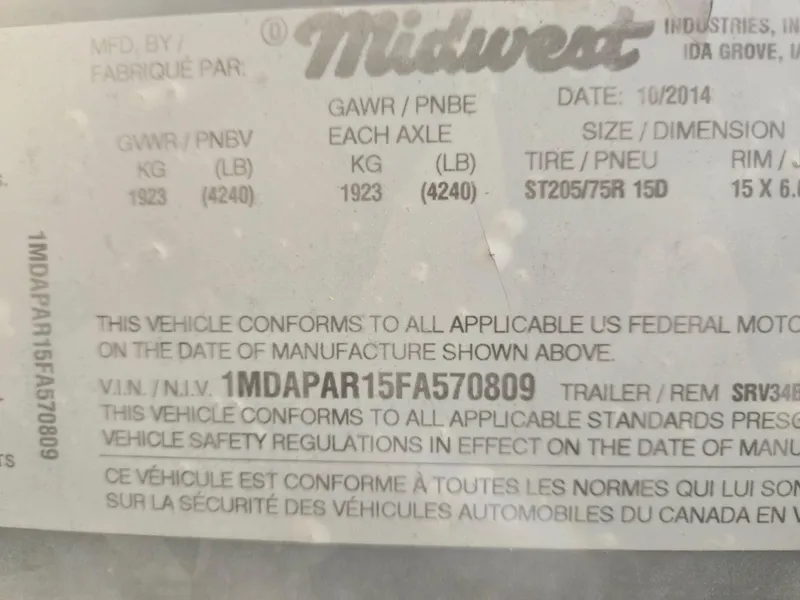 MFD. BY /
FABRIQUÉ PAR:
D Midwest INDUSTRIES, IN
IDA GROVE, IA
DATE: 10/2014
GVWR / PNBV
KG (LB)
1923 (4240)
GAWR / PNBE
EACH AXLE
KG (LB)
1923 (4240)
SIZE / DIMENSION
TIRE / PNEU RIM / J
ST205/75R 15D 15 X 6.0
S.
1MDAPAR15FA570809
TS
THIS VEHICLE CONFORMS TO ALL APPLICABLE US FEDERAL MOTO
ON THE DATE OF MANUFACTURE SHOWN ABOVE.
V.I.N. / N.I.V. 1MDAPAR15FA570809 TRAILER / REM SRV34B
THIS VEHICLE CONFORMS TO ALL APPLICABLE STANDARDS PRESC
VEHICLE SAFETY REGULATIONS IN EFFECT ON THE DATE OF MANU
CE VÉHICULE EST CONFORME À TOUTES LES NORMES QUI LUI SON
SUR LA SÉCURITÉ DES VÉHICULES AUTOMOBILES DU CANADA EN V